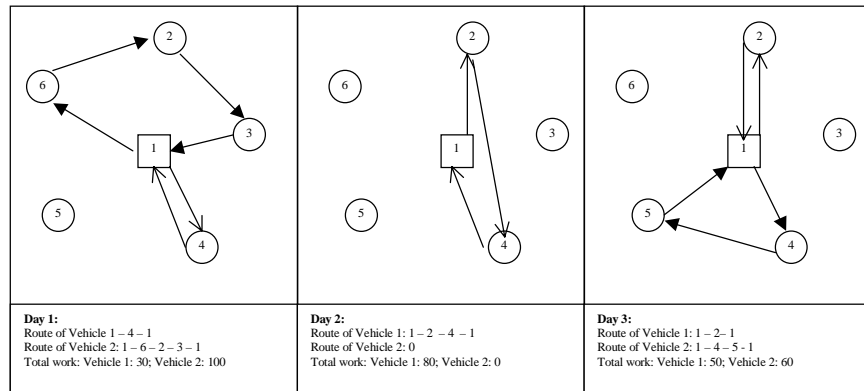 2
6
3
1
5
4
2
6
3
1
5
4
2
6
3
1
5
4
Day 1:
Route of Vehicle 1 – 4 – 1
Route of Vehicle 2: 1 – 6 – 2 – 3 – 1
Total work: Vehicle 1: 30; Vehicle 2: 100
Day 2:
Route of Vehicle 1: 1 – 2 – 4 – 1
Route of Vehicle 2: 0
Total work: Vehicle 1: 80; Vehicle 2: 0
Day 3:
Route of Vehicle 1: 1 – 2– 1
Route of Vehicle 2: 1 – 4 – 5 - 1
Total work: Vehicle 1: 50; Vehicle 2: 60